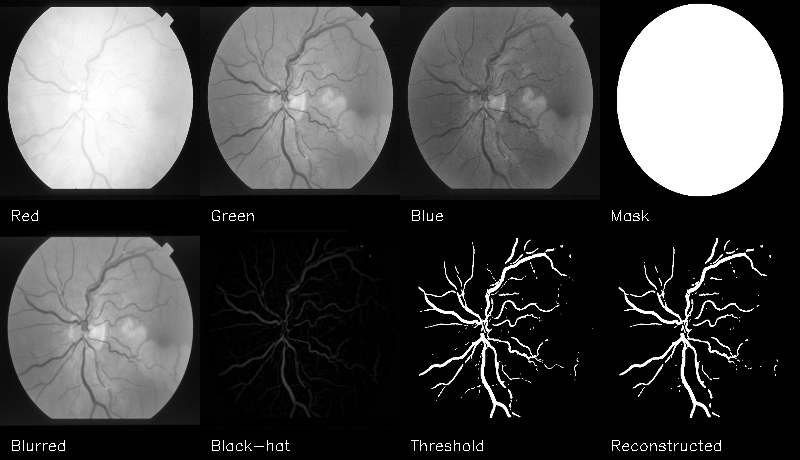 Red
Green
Blue
Mask
Blurred
Black-hat
Threshold
Reconstructed